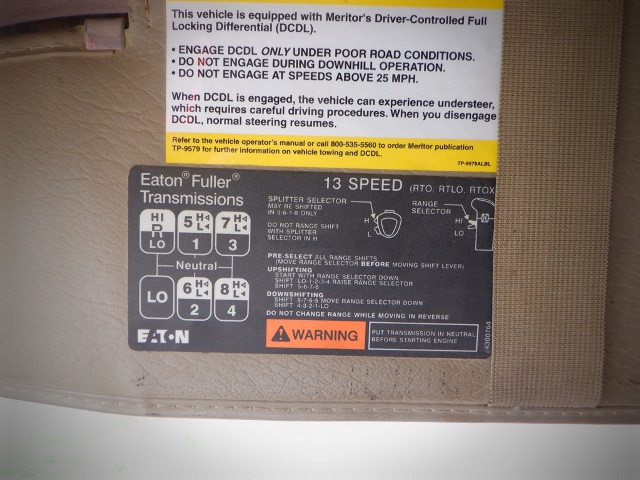 This vehicle is equipped with Meritor's Driver-Controlled Full
Locking Differential (DCDL).
• ENGAGE DCDL ONLY UNDER POOR ROAD CONDITIONS.
• DO NOT ENGAGE DURING DOWNHILL OPERATION.
• DO NOT ENGAGE AT SPEEDS ABOVE 25 MPH.
When DCDL is engaged, the vehicle can experience understeer,
which requires careful driving procedures. When you disengage
DCDL, normal steering resumes.
Refer to the vehicle operator's manual or call 800-535-5560 to order Meritor publication
TP-9579 for further information on vehicle towing and DCDL.
TP-9579ALBL
Eaton® Fuller®
Transmissions
13 SPEED (RTO, RTLO, RTOX
HI
R
LO
5 H
L
1
7 H
L
3
Neutral
LO
6 H
L
2
8 H
L
4
EATON
SPLITTER SELECTOR
MAY BE SHIFTED
IN 5-6-7-8 ONLY
DO NOT RANGE SHIFT
WITH SPLITTER
SELECTOR IN H
H
L
RANGE
SELECTOR
HI
LO
PRE-SELECT ALL RANGE SHIFTS
(MOVE RANGE SELECTOR BEFORE MOVING SHIFT LEVER)
UPSHIFTING
START WITH RANGE SELECTOR DOWN
SHIFT LO-1-2-3-4 RAISE RANGE SELECTOR
SHIFT 5-6-7-8
DOWNSHIFTING
SHIFT 8-7-6-5 MOVE RANGE SELECTOR DOWN
SHIFT 4-3-2-1-LO
DO NOT CHANGE RANGE WHILE MOVING IN REVERSE
WARNING
PUT TRANSMISSION IN NEUTRAL
BEFORE STARTING ENGINE
4300764